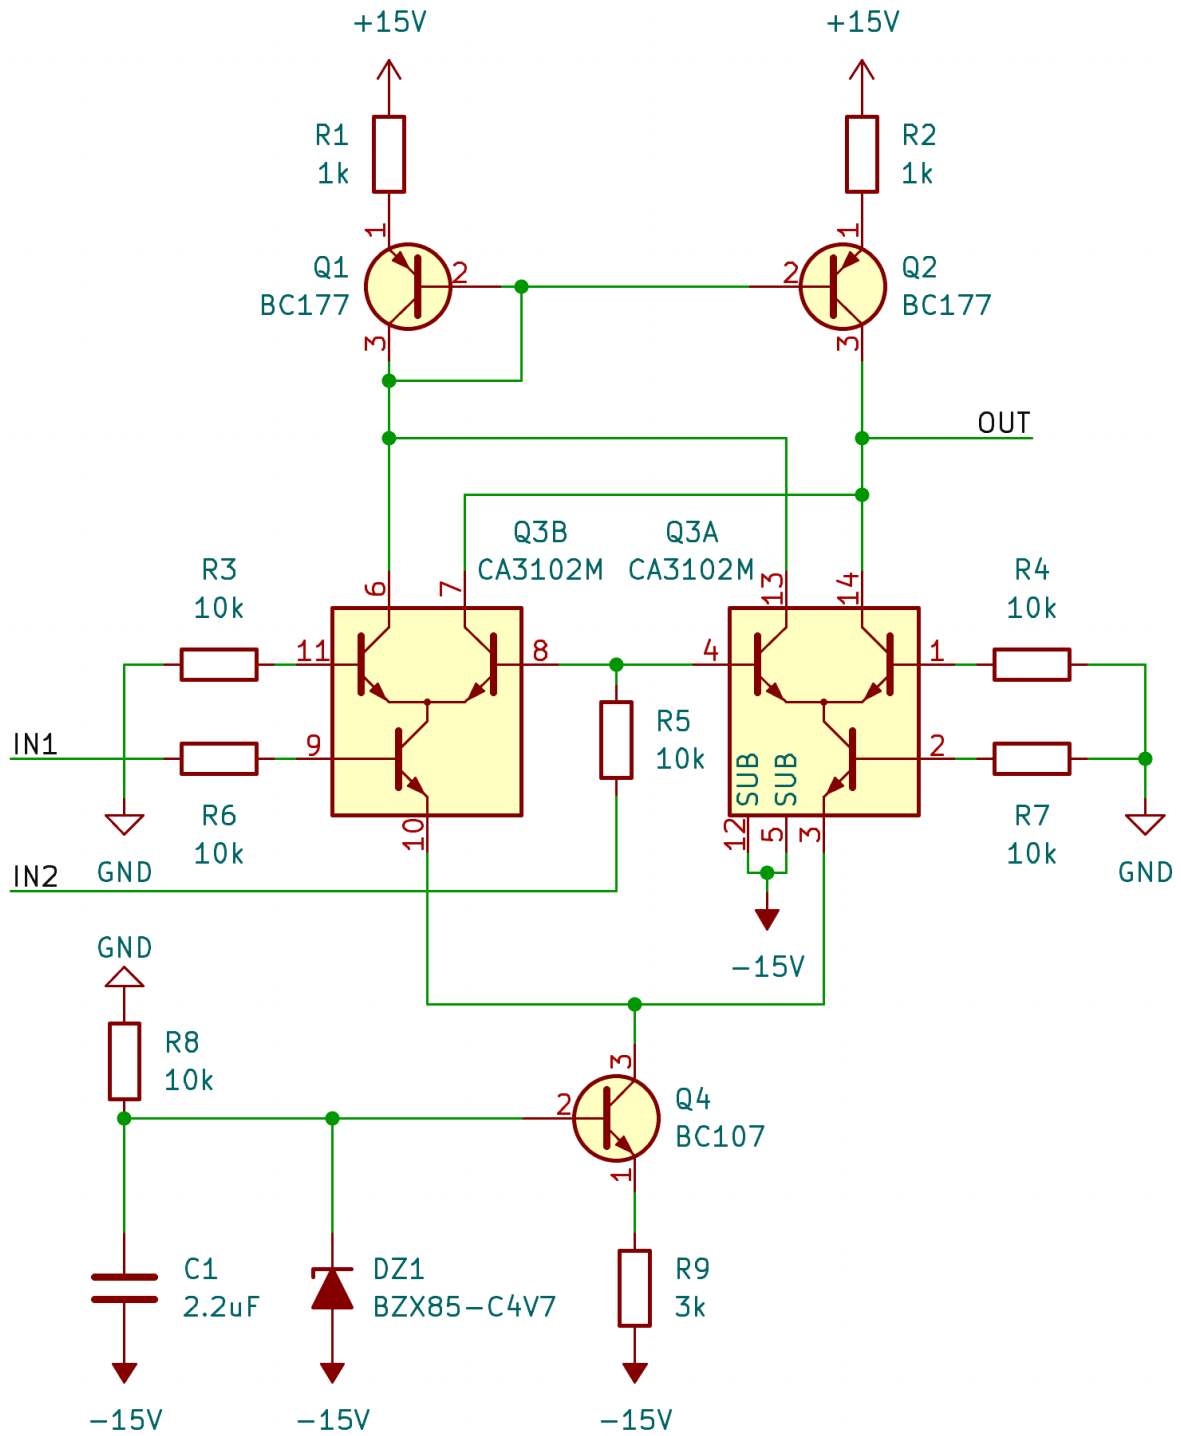 +15V
+15V
R1
1k
R2
1k
1
1
Q1
BC177
2
2
Q2
BC177
3
3
OUT
Q3B
CA3102M
Q3A
CA3102M
6
7
13
14
R3
10k
R4
10k
11
8
4
1
IN1
9
R5
10k
2
SUB
SUB
R6
10k
R7
10k
10
12
5
3
GND
GND
IN2
GND
-15V
R8
10k
3
2
Q4
BC107
1
C1
2.2uF
DZ1
BZX85-C4V7
R9
3k
-15V
-15V
-15V